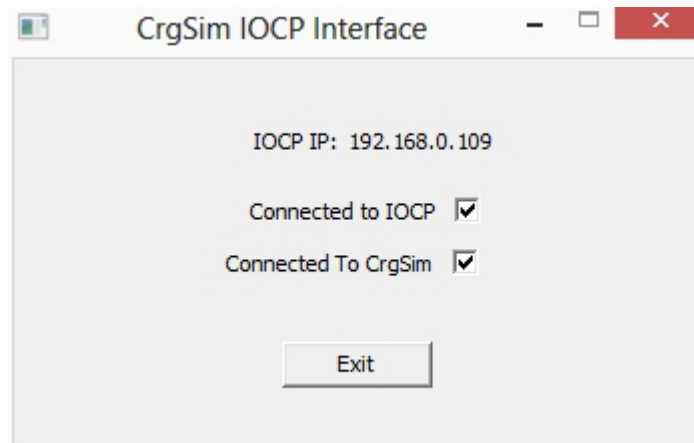 CrgSim IOCP Interface
IOCP IP: 192.168.0.109
Connected to IOCP
Connected To CrgSim
Exit